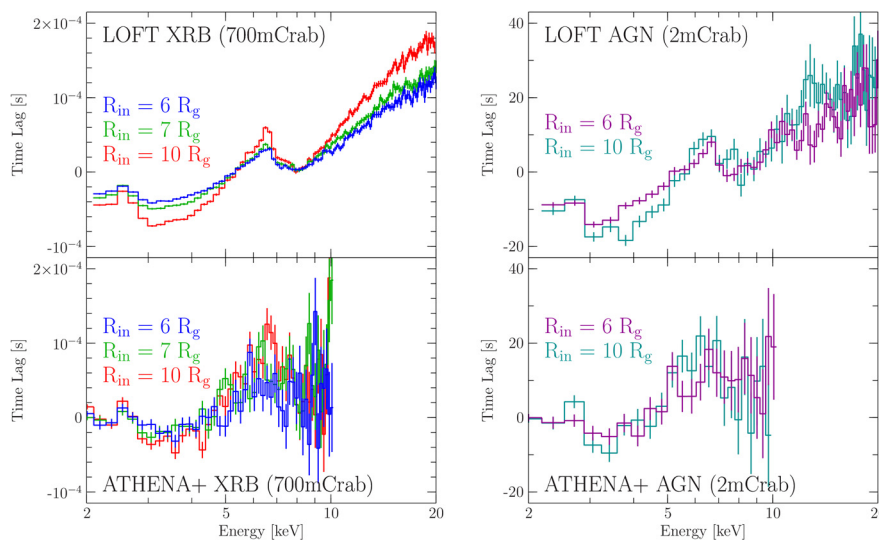 LOFT XRB (700mCrab)
R_in = 6 R_g
R_in = 7 R_g
R_in = 10 R_g
Time Lag [s]
2×10⁻⁴
10⁻⁴
0
-10⁻⁴
LOFT AGN (2mCrab)
R_in = 6 R_g
R_in = 10 R_g
Time Lag [s]
40
20
0
-20
R_in = 6 R_g
R_in = 7 R_g
R_in = 10 R_g
ATHENA+ XRB (700mCrab)
Time Lag [s]
2×10⁻⁴
10⁻⁴
0
-10⁻⁴
2 5 10 20
Energy [keV]
R_in = 6 R_g
R_in = 10 R_g
ATHENA+ AGN (2mCrab)
Time Lag [s]
40
20
0
-20
5 10 2
Energy [keV]